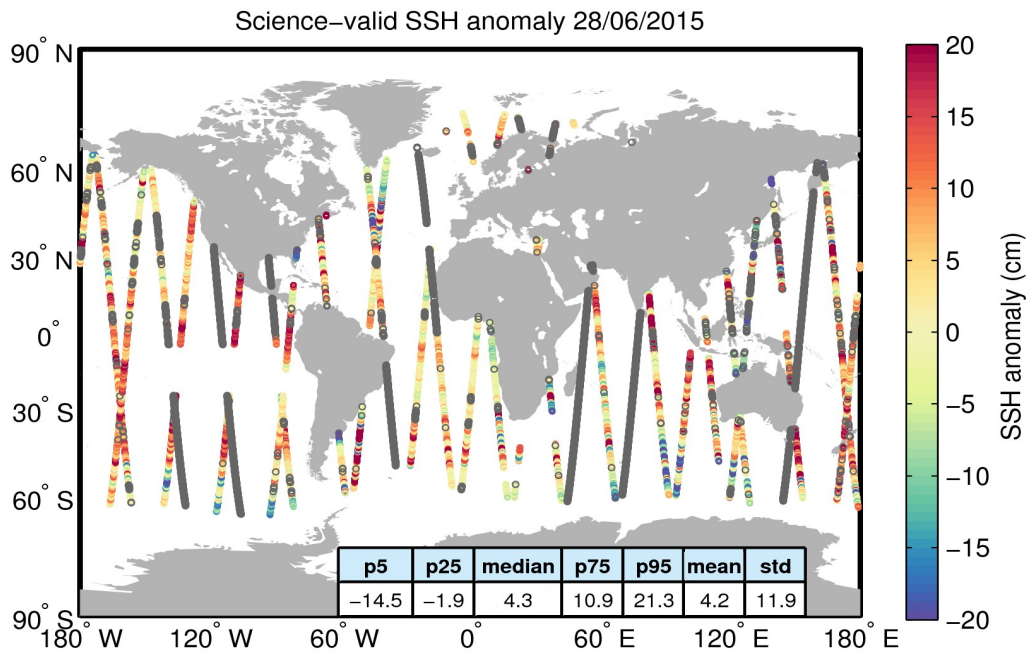 Science−valid SSH anomaly 28/06/2015
90° N
60° N
30° N
0°
30° S
60° S
90° S
180° W
120° W
60° W
0°
60° E
120° E
180° E
p5 p25 median p75 p95 mean std
−14.5 −1.9 4.3 10.9 21.3 4.2 11.9
20
15
10
5
0
−5
−10
−15
−20
SSH anomaly (cm)